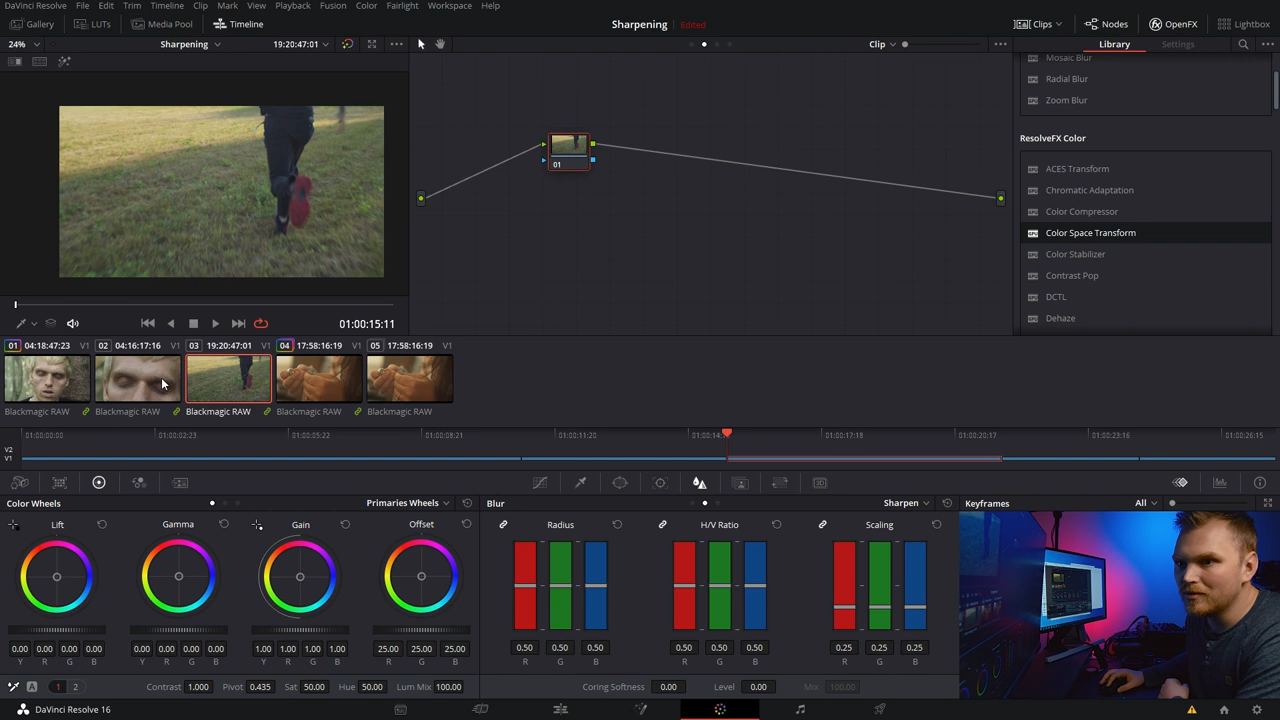 DaVinci Resolve File Edit Trim Timeline Clip Mark View Playback Fusion Color Fairlight Workspace Help
Gallery LUTs Media Pool Timeline Sharpening Edited Clips Nodes OpenFX Lightbox
24% Sharpening 19:20:47:01 Clip Library Settings
Mosaic Blur
Radial Blur
Zoom Blur
ResolveFX Color
ACES Transform
Chromatic Adaptation
Color Compressor
Color Space Transform
Color Stabilizer
Contrast Pop
DCTL
Dehaze
01
01:00:15:11
01 04:18:47:23 V1 02 04:16:17:16 V1 03 19:20:47:01 V1 04 17:58:16:19 V1 05 17:58:16:19 V1
Blackmagic RAW Blackmagic RAW Blackmagic RAW Blackmagic RAW Blackmagic RAW
01:00:00:00 01:00:02:23 01:00:05:22 01:00:08:21 01:00:11:20 01:00:14: 01:00:17:18 01:00:20:17 01:00:23:16 01:00:26:15
V2
V1
Color Wheels Primaries Wheels Blur Sharpen Keyframes All
Lift Gamma Gain Offset Radius H/V Ratio Scaling
0.00 0.00 0.00 0.00 0.00 0.00 0.00 0.00 1.00 1.00 1.00 1.00 25.00 25.00 25.00 0.50 0.50 0.50 0.50 0.50 0.50 0.25 0.25 0.25
Y R G B Y R G B Y R G B R G B R G B R G B R G B
A 1 2 Contrast 1.000 Pivot 0.435 Sat 50.00 Hue 50.00 Lum Mix 100.00 Coring Softness 0.00 Level 0.00 Mix 100.00
DaVinci Resolve 16